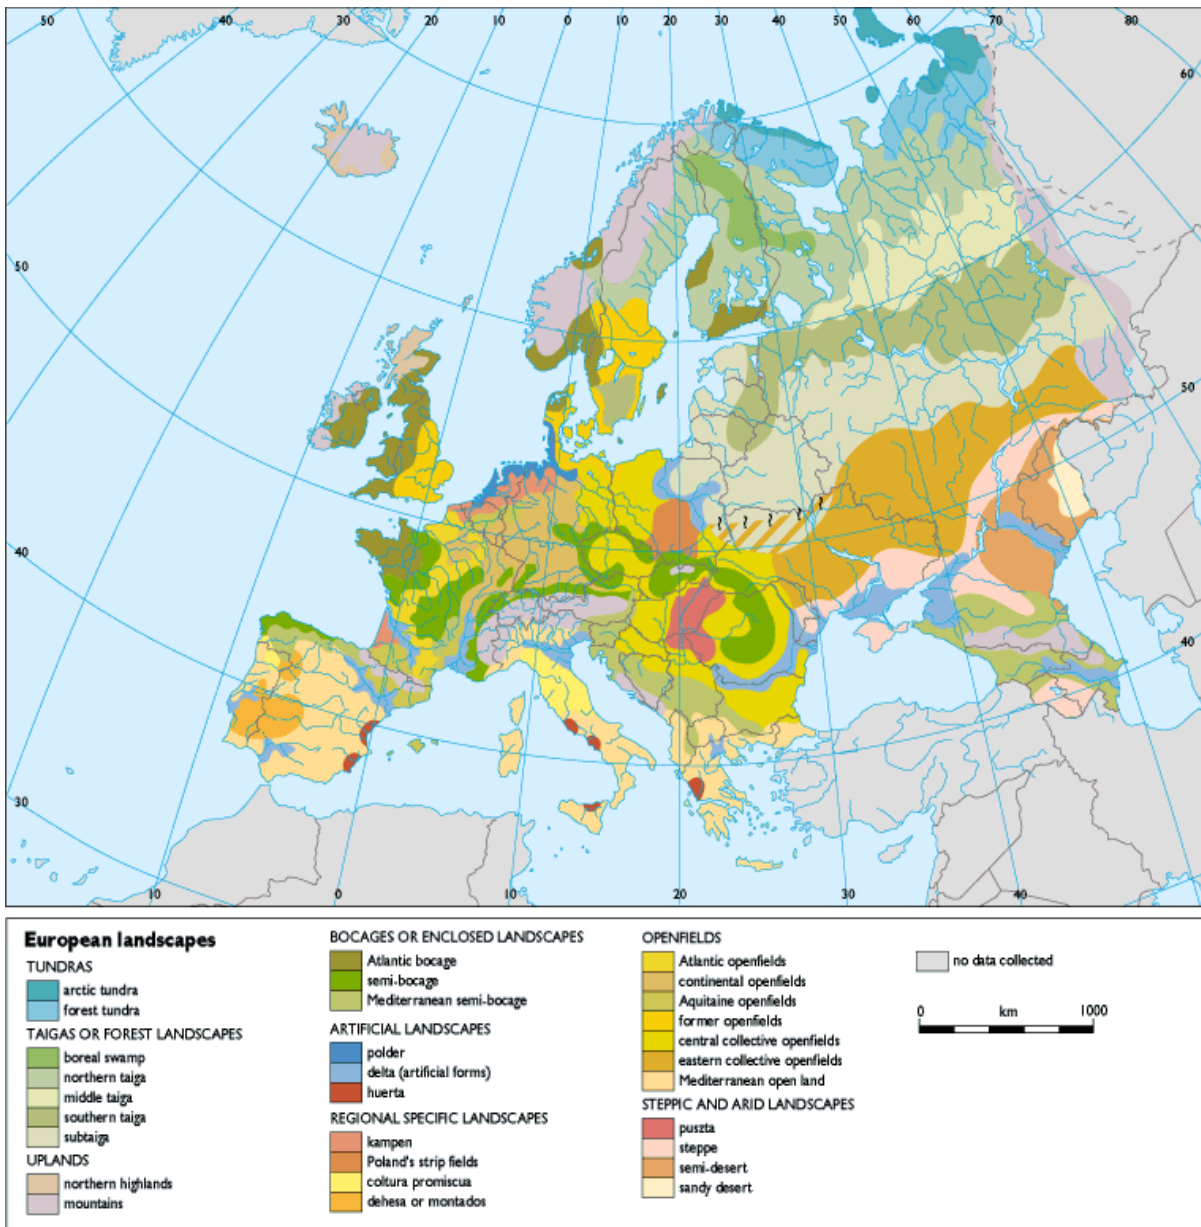 50 40 30 20 10 0 10 20 30 40 50 60 70 80
60
50
50
40
40
30
10 0 10 20 30 40
European landscapes
TUNDRAS
arctic tundra
forest tundra
TAIGAS OR FOREST LANDSCAPES
boreal swamp
northern taiga
middle taiga
southern taiga
subtaiga
UPLANDS
northern highlands
mountains
BOCAGES OR ENCLOSED LANDSCAPES
Atlantic bocage
semi-bocage
Mediterranean semi-bocage
ARTIFICIAL LANDSCAPES
polder
delta (artificial forms)
huerta
REGIONAL SPECIFIC LANDSCAPES
kampen
Poland's strip fields
coltura promiscua
dehesa or montados
OPENFIELDS
Atlantic openfields
continental openfields
Aquitaine openfields
former openfields
central collective openfields
eastern collective openfields
Mediterranean open land
STEPPIC AND ARID LANDSCAPES
puszta
steppe
semi-desert
sandy desert
no data collected
0 km 1000